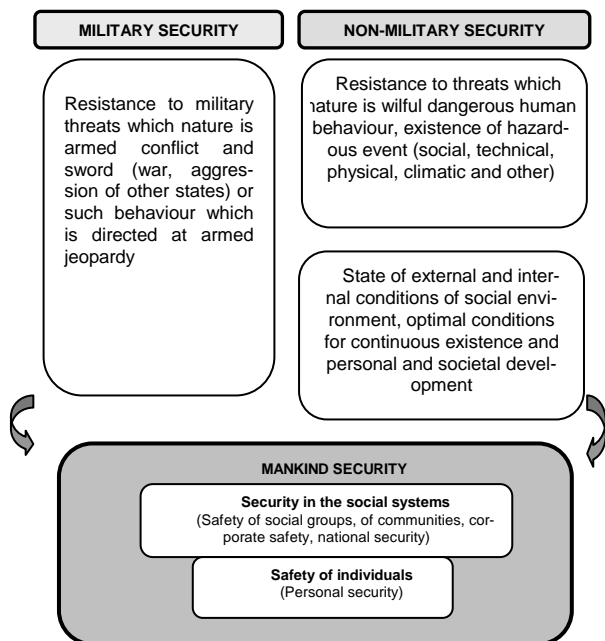 MILITARY SECURITY
Resistance to military
threats which nature is
armed conflict and
sword (war, aggres-
sion of other states) or
such behaviour which
is directed at armed
jeopardy
NON-MILITARY SECURITY
Resistance to threats which
nature is wilful dangerous human
behaviour, existence of hazard-
ous event (social, technical,
physical, climatic and other)
State of external and inter-
nal conditions of social envi-
ronment, optimal conditions
for continuous existence and
personal and societal devel-
opment
MANKIND SECURITY
Security in the social systems
(Safety of social groups, of communities, cor-
porate safety, national security)
Safety of individuals
(Personal security)